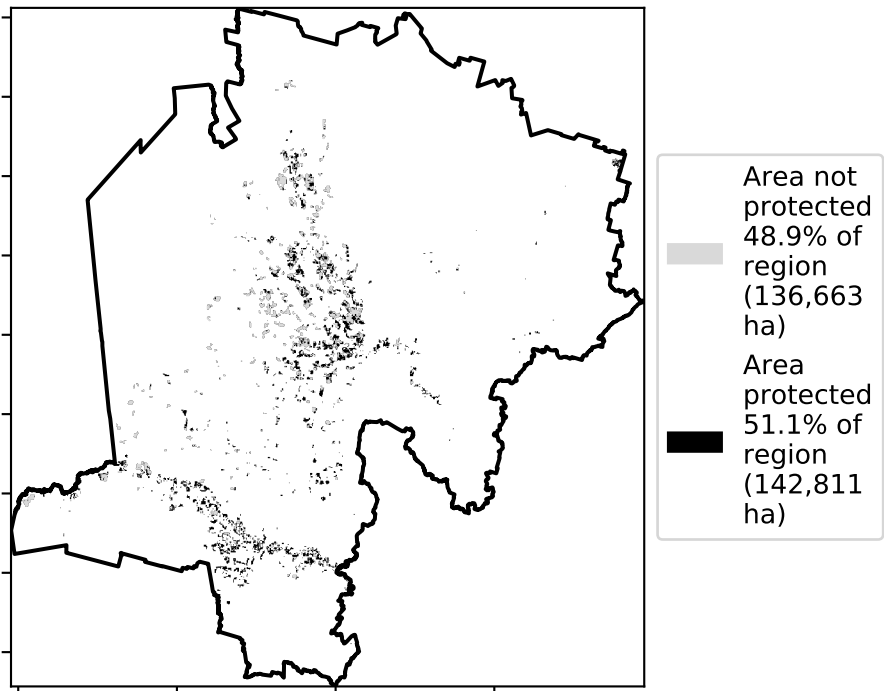 Area not
protected
48.9% of
region
(136,663
ha)
Area
protected
51.1% of
region
(142,811
ha)